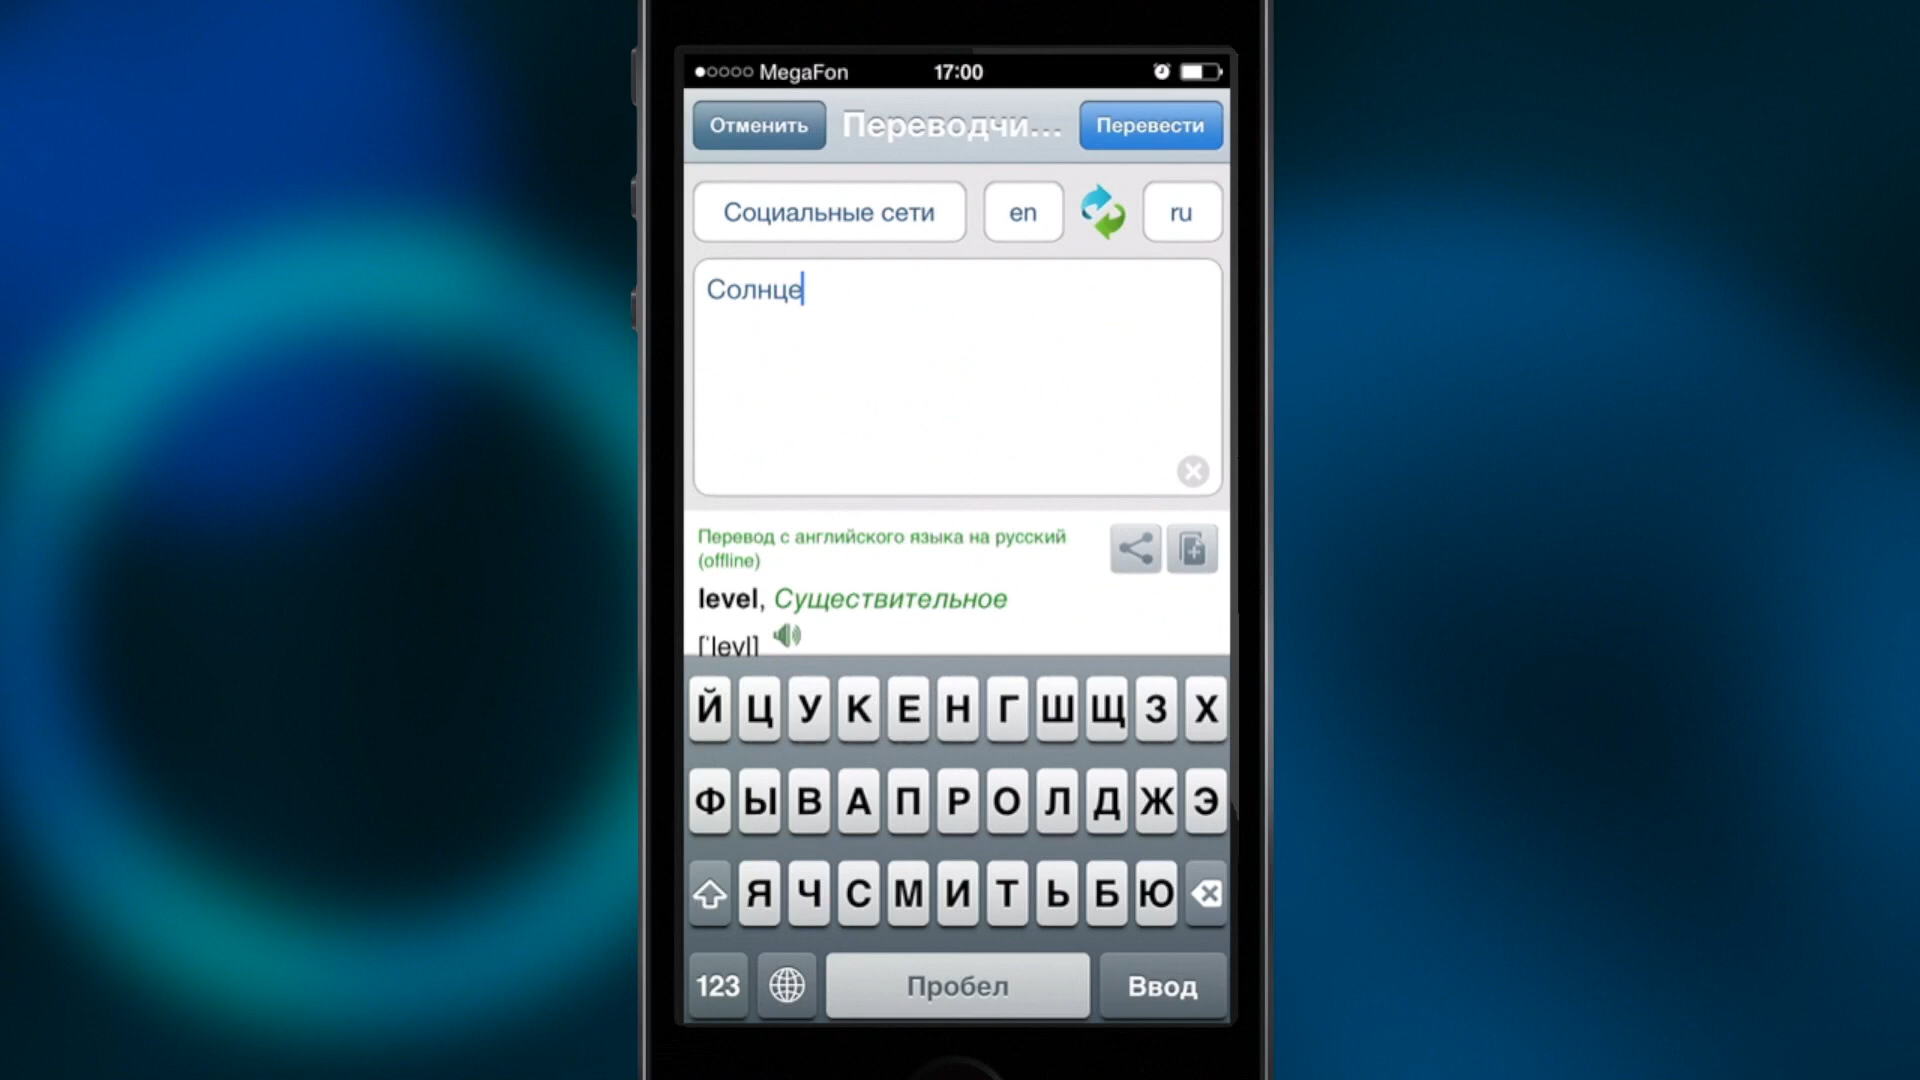 MegaFon 17:00
Отменить Переводчи... Перевести
Социальные сети en ru
Солнце
Перевод с английского языка на русский
(offline)
level, Существительное
['levl]
Й Ц У К Е Н Г Ш Щ З Х
Ф Ы В А П Р О Л Д Ж Э
Я Ч С М И Т Ь Б Ю
123 Пробел Ввод